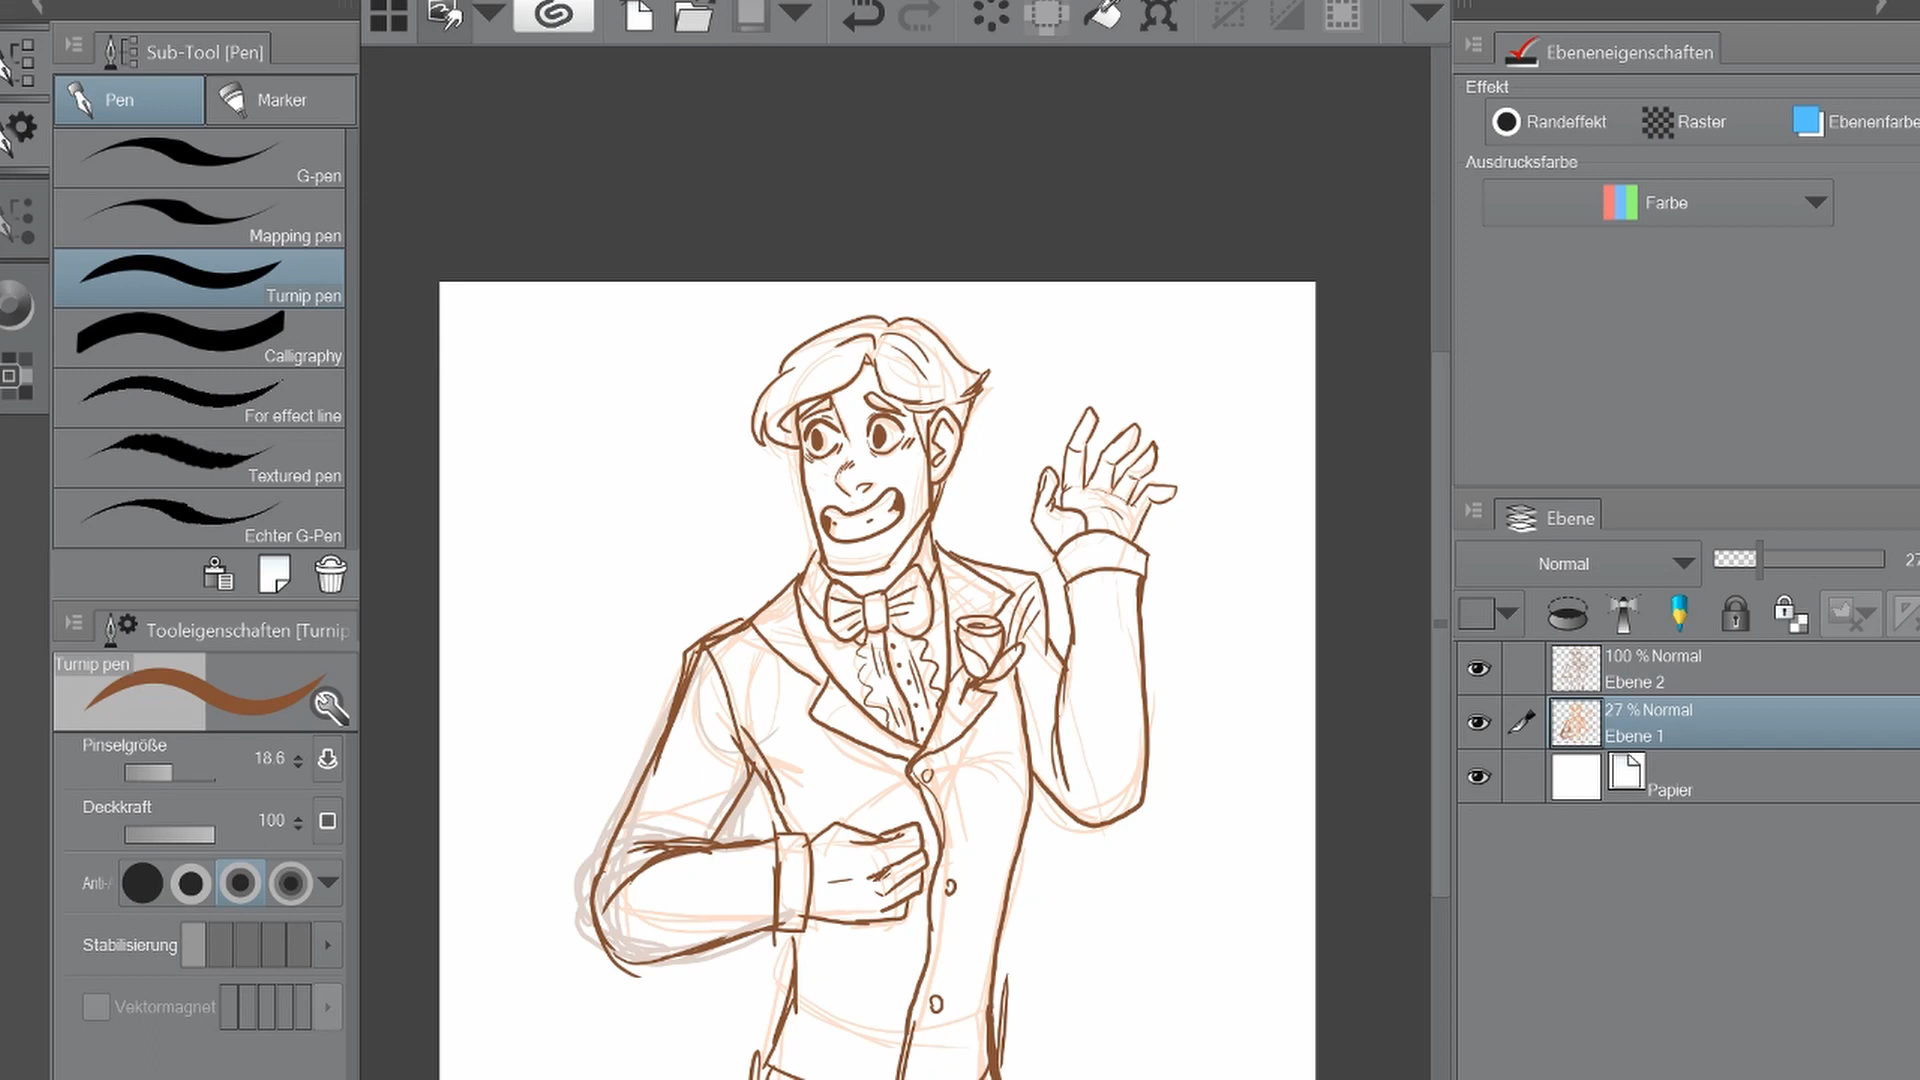 Sub-Tool [Pen]
Pen
Marker
G-pen
Mapping pen
Turnip pen
Calligraphy
For effect line
Textured pen
Echter G-Pen
Tooleigenschaften [Turnip
Turnip pen
Pinselgröße
18.6
Deckkraft
100
Anti-
Stabilisierung
Vektormagnet
Ebeneneigenschaften
Effekt
Randeffekt
Raster
Ebenenfarbe
Ausdrucksfarbe
Farbe
Ebene
Normal
27
100 % Normal
Ebene 2
27 % Normal
Ebene 1
Papier